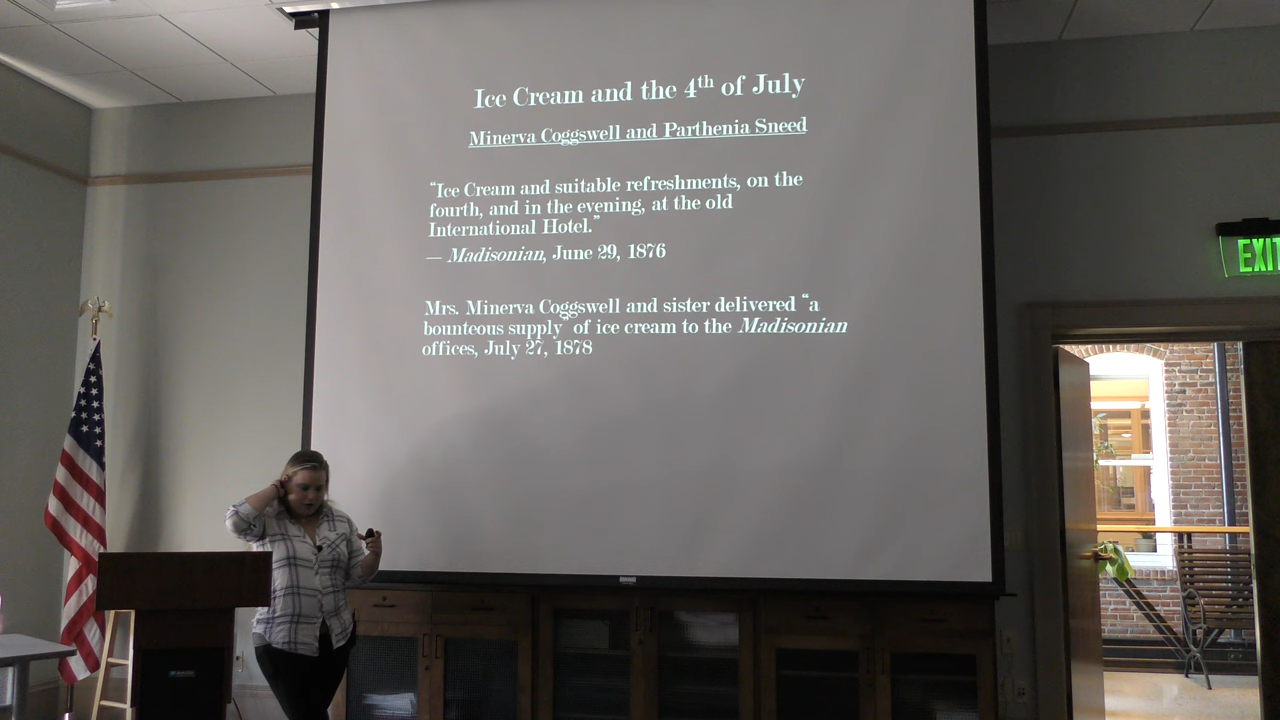 Ice Cream and the 4th of July
Minerva Coggswell and Parthenia Sneed
“Ice Cream and suitable refreshments, on the
fourth, and in the evening, at the old
International Hotel.”
— Madisonian, June 29, 1876
Mrs. Minerva Coggswell and sister delivered “a
bounteous supply” of ice cream to the Madisonian
offices, July 27, 1878
EXIT